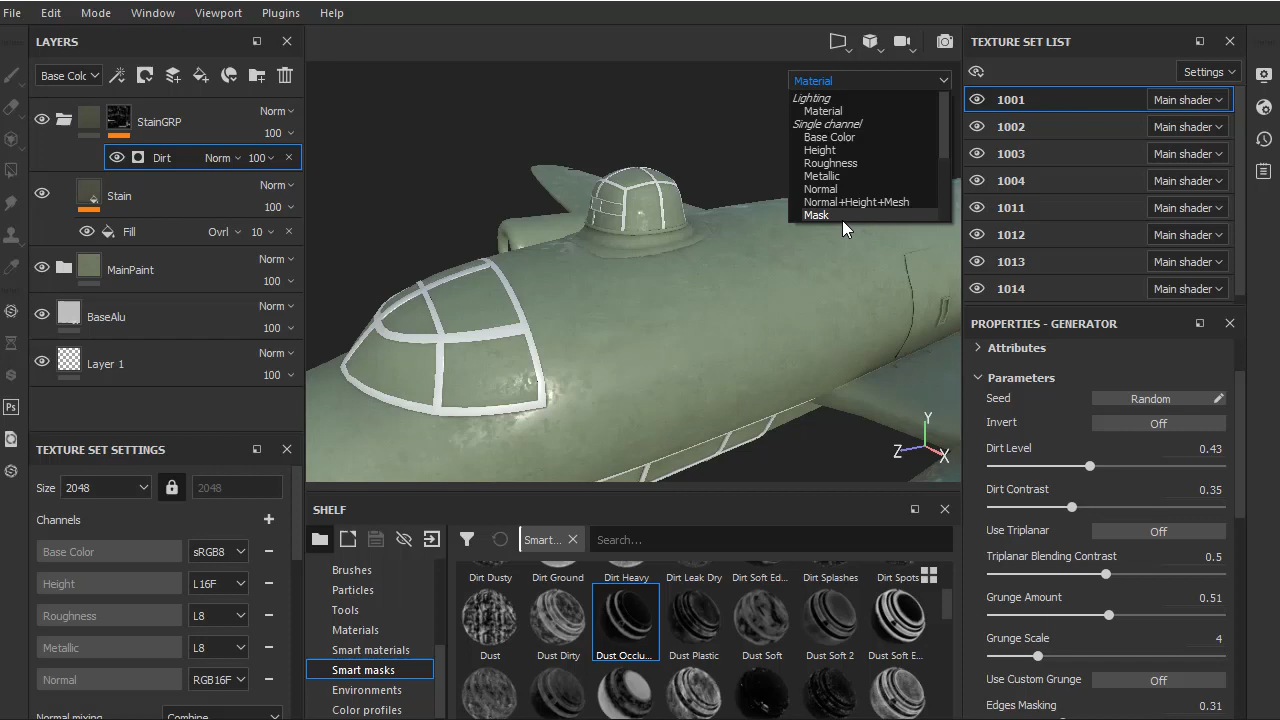 File Edit Mode Window Viewport Plugins Help
LAYERS
Base Colc
Norm
StainGRP
100
Dirt Norm 100
Norm
Stain
100
Fill Ovrl 10
Norm
MainPaint
100
Norm
BaseAlu
100
Norm
Layer 1
100
TEXTURE SET SETTINGS
Size 2048 2048
Channels
Base Color sRGB8
Height L16F
Roughness L8
Metallic L8
Normal RGB16F
Normal mixing Combine
Ps
Material
Lighting
Material
Single channel
Base Color
Height
Roughness
Metallic
Normal
Normal+Height+Mesh
Mask
Y
Z X
SHELF
Smart... Search...
Brushes
Particles
Tools
Materials
Smart materials
Smart masks
Environments
Color profiles
Dirt Dusty Dirt Ground Dirt Heavy Dirt Leak Dry Dirt Soft Ed... Dirt Splashes Dirt Spots
Dust Dust Dirty Dust Occlu... Dust Plastic Dust Soft Dust Soft 2 Dust Soft E...
TEXTURE SET LIST
Settings
1001 Main shader
1002 Main shader
1003 Main shader
1004 Main shader
1011 Main shader
1012 Main shader
1013 Main shader
1014 Main shader
PROPERTIES - GENERATOR
Attributes
Parameters
Seed Random
Invert Off
Dirt Level 0.43
Dirt Contrast 0.35
Use Triplanar Off
Triplanar Blending Contrast 0.5
Grunge Amount 0.51
Grunge Scale 4
Use Custom Grunge Off
Edges Masking 0.31